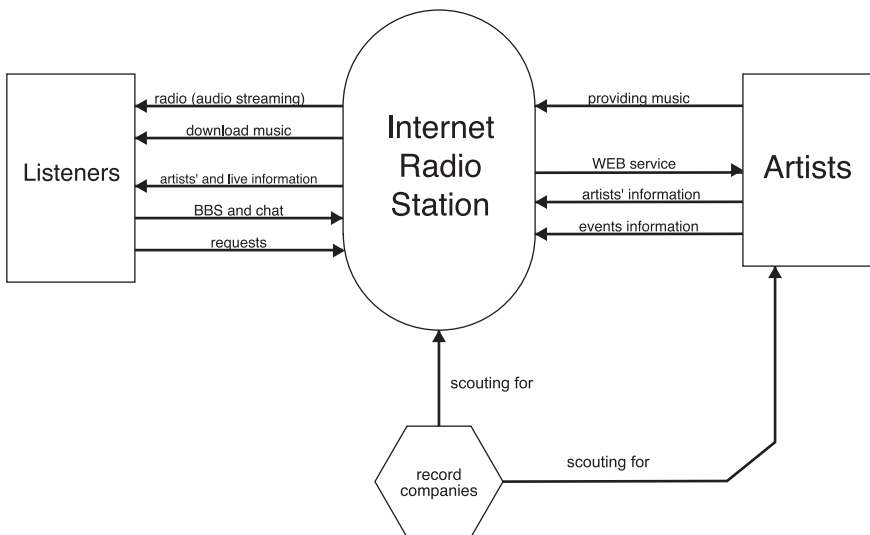 Listeners
radio (audio streaming)
download music
artists' and live information
BBS and chat
requests
Internet
Radio
Station
providing music
WEB service
artists' information
events information
Artists
scouting for
scouting for
record
companies